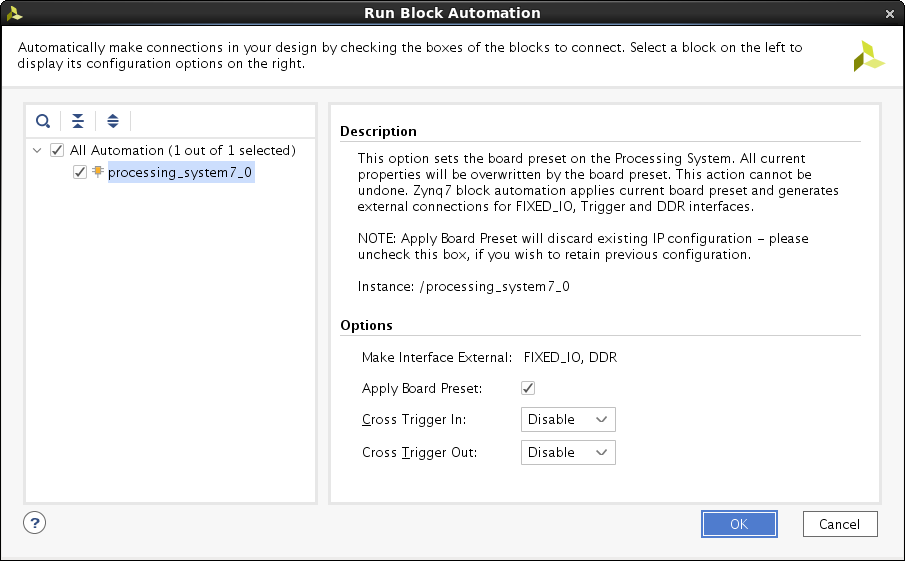 Run Block Automation
Automatically make connections in your design by checking the boxes of the blocks to connect. Select a block on the left to
display its configuration options on the right.
All Automation (1 out of 1 selected)
processing_system7_0
Description
This option sets the board preset on the Processing System. All current
properties will be overwritten by the board preset. This action cannot be
undone. Zynq7 block automation applies current board preset and generates
external connections for FIXED_IO, Trigger and DDR interfaces.
NOTE: Apply Board Preset will discard existing IP configuration – please
uncheck this box, if you wish to retain previous configuration.
Instance: /processing_system7_0
Options
Make Interface External: FIXED_IO, DDR
Apply Board Preset:
Cross Trigger In: Disable
Cross Trigger Out: Disable
?
OK
Cancel